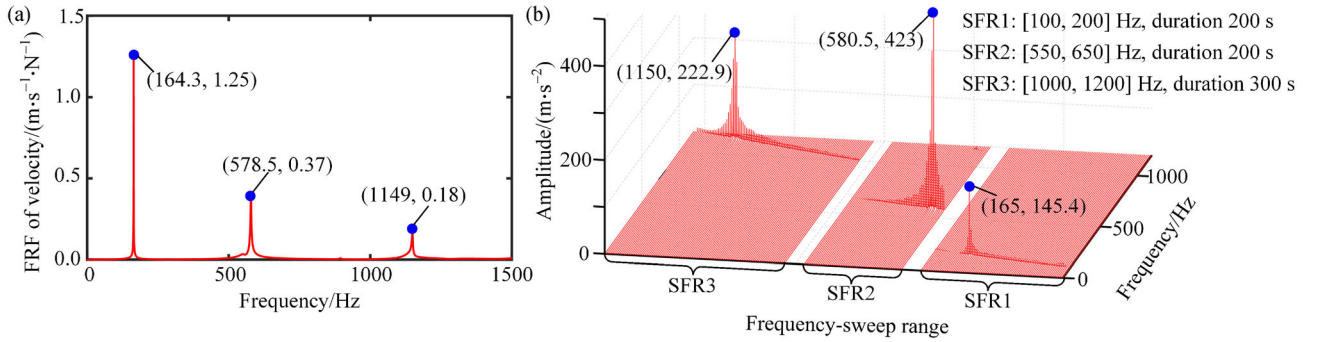 (a)
1.5
1.0
0.5
0.0
FRF of velocity/(m·s⁻¹·N⁻¹)
(164.3, 1.25)
(578.5, 0.37)
(1149, 0.18)
0
500
1000
1500
Frequency/Hz
(b)
400
200
0
Amplitude/(m·s⁻²)
(1150, 222.9)
(580.5, 423)
(165, 145.4)
SFR1: [100, 200] Hz, duration 200 s
SFR2: [550, 650] Hz, duration 200 s
SFR3: [1000, 1200] Hz, duration 300 s
1000
500
0
Frequency/Hz
SFR3
SFR2
SFR1
Frequency-sweep range